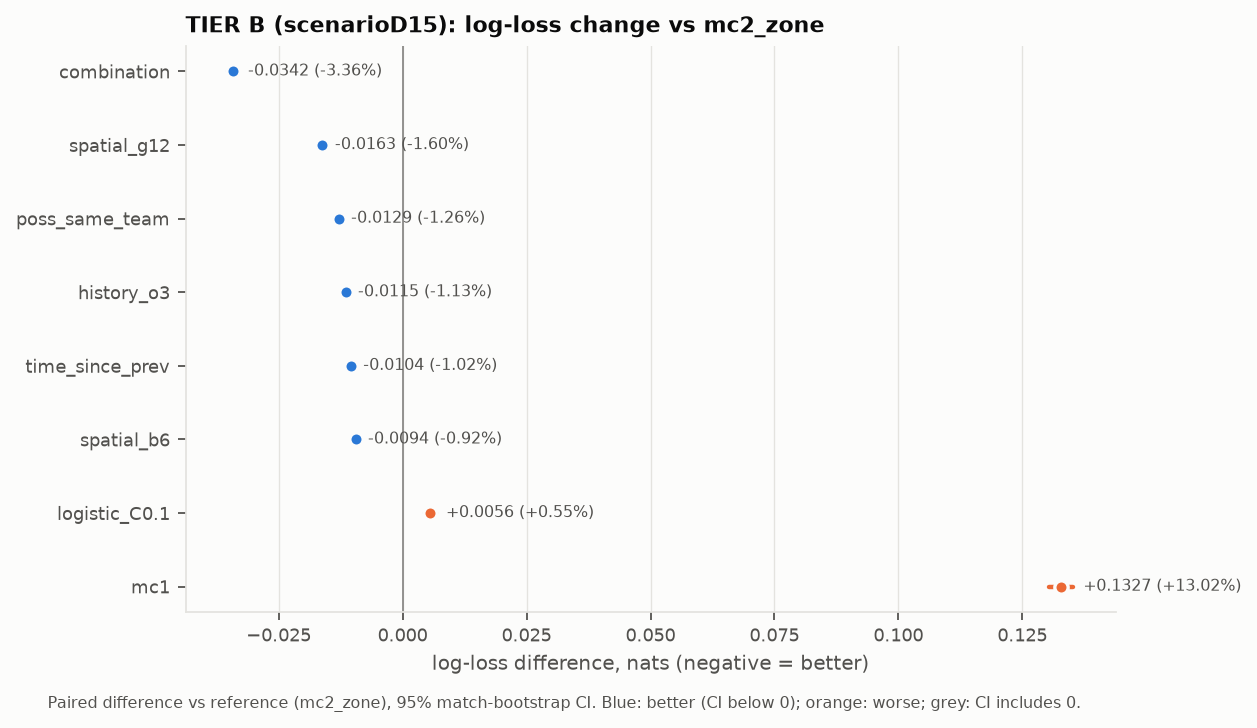 TIER B (scenarioD15): log-loss change vs mc2_zone
combination -0.0342 (-3.36%)
spatial_g12 -0.0163 (-1.60%)
poss_same_team -0.0129 (-1.26%)
history_o3 -0.0115 (-1.13%)
time_since_prev -0.0104 (-1.02%)
spatial_b6 -0.0094 (-0.92%)
logistic_C0.1 +0.0056 (+0.55%)
mc1 +0.1327 (+13.02%)
−0.025 0.000 0.025 0.050 0.075 0.100 0.125
log-loss difference, nats (negative = better)
Paired difference vs reference (mc2_zone), 95% match-bootstrap CI. Blue: better (CI below 0); orange: worse; grey: CI includes 0.